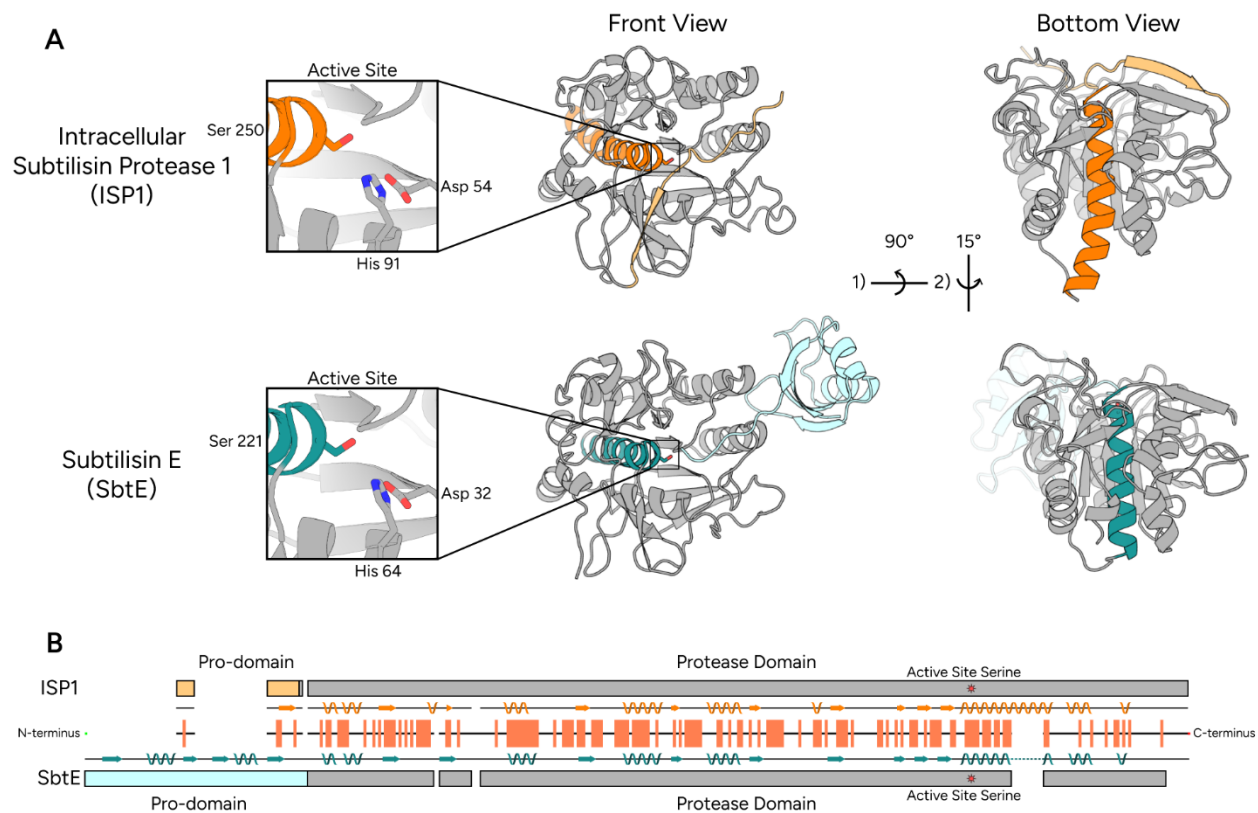 A
Front View
Bottom View
Active Site
Ser 250
Asp 54
His 91
Intracellular
Subtilisin Protease 1
(ISP1)
90°
15°
1)
2)
Active Site
Ser 221
Asp 32
His 64
Subtilisin E
(SbtE)
B
Pro-domain
Protease Domain
Active Site Serine
ISP1
N-terminus
C-terminus
SbtE
Pro-domain
Protease Domain
Active Site Serine